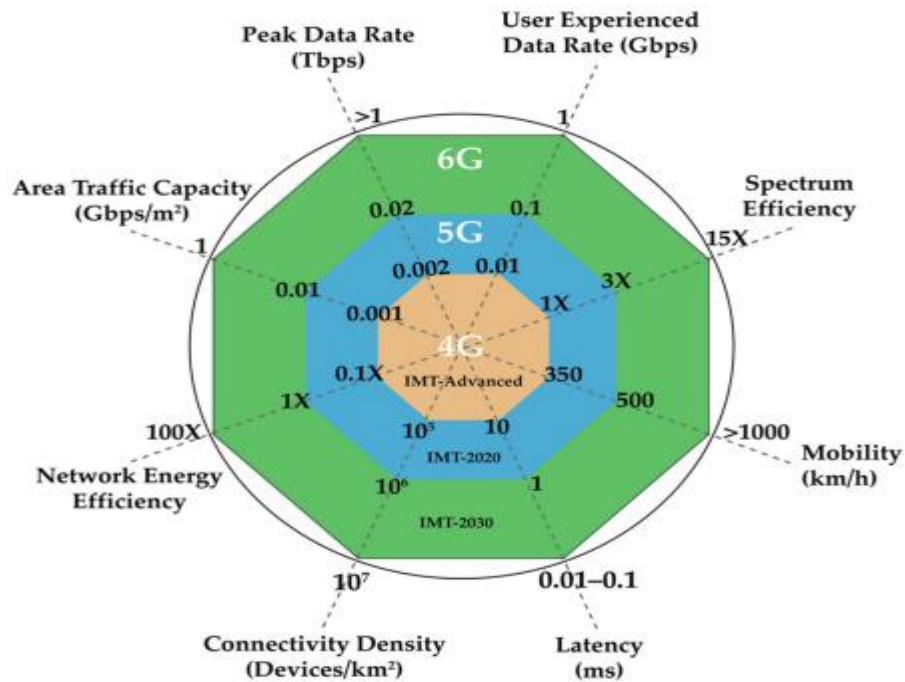 Peak Data Rate
(Tbps)
User Experienced
Data Rate (Gbps)
>1
1
6G
Area Traffic Capacity
(Gbps/m²)
Spectrum
Efficiency
1
15X
0.02
0.1
5G
0.01
0.002
0.01
3X
0.001
1X
4G
0.1X
IMT-Advanced
350
1X
500
100X
10⁵
10
>1000
Network Energy
Efficiency
IMT-2020
Mobility
(km/h)
10⁶
1
IMT-2030
10⁷
0.01–0.1
Connectivity Density
(Devices/km²)
Latency
(ms)